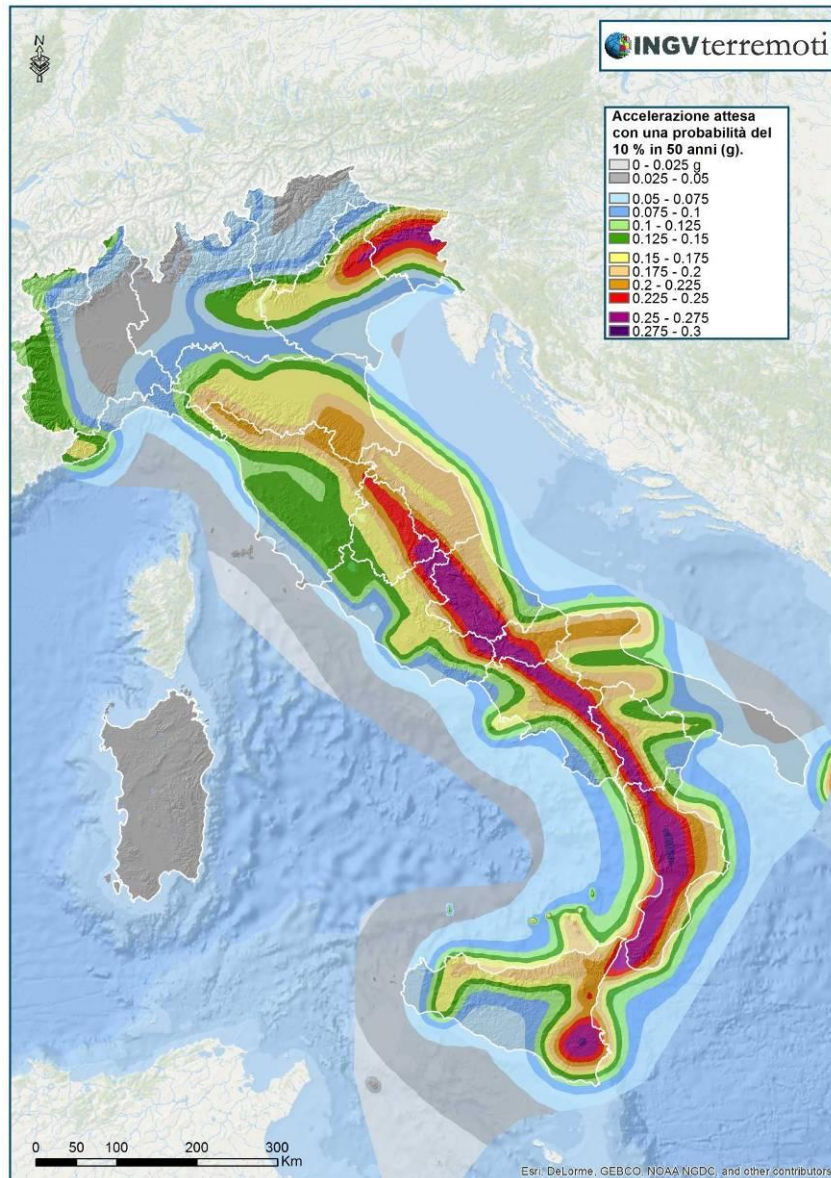 N
INGVterremoti
Accelerazione attesa
con una probabilità del
10 % in 50 anni (g).
0 - 0.025 g
0.025 - 0.05
0.05 - 0.075
0.075 - 0.1
0.1 - 0.125
0.125 - 0.15
0.15 - 0.175
0.175 - 0.2
0.2 - 0.225
0.225 - 0.25
0.25 - 0.275
0.275 - 0.3
0 50 100 200 300
Km
Esri, DeLorme, GEBCO, NOAA NGDC, and other contributors